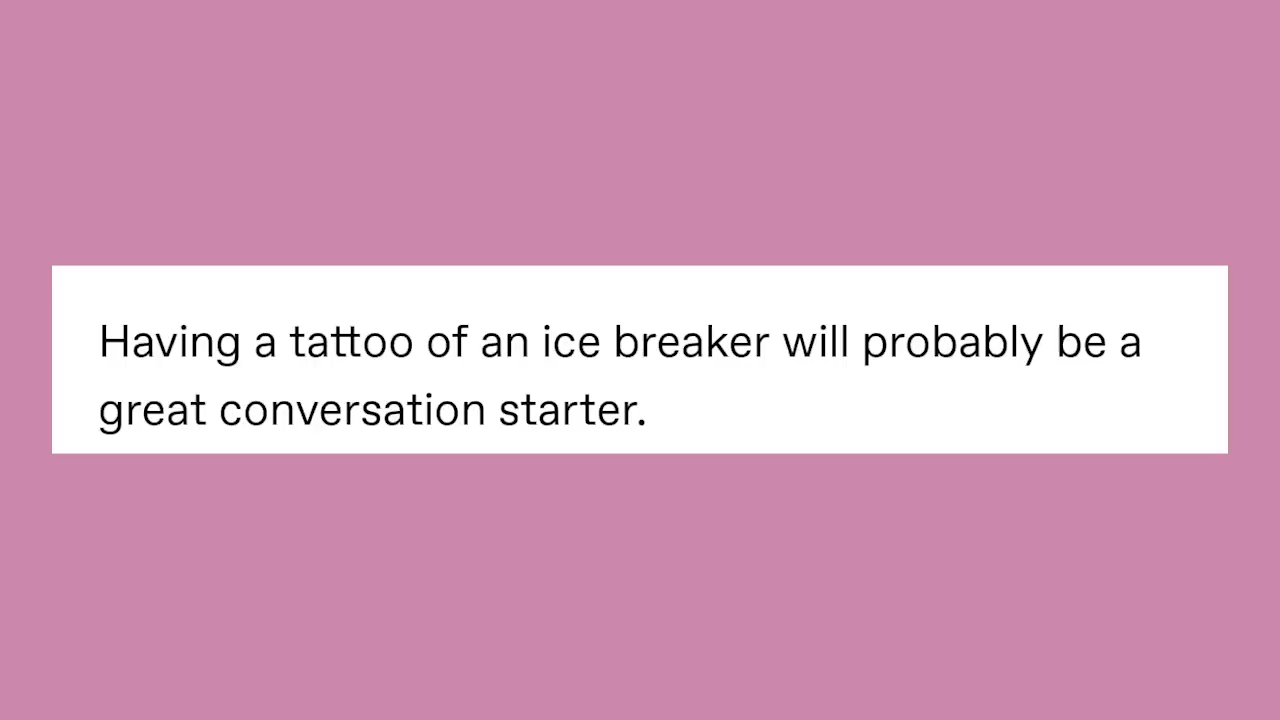 Having a tattoo of an ice breaker will probably be a
great conversation starter.